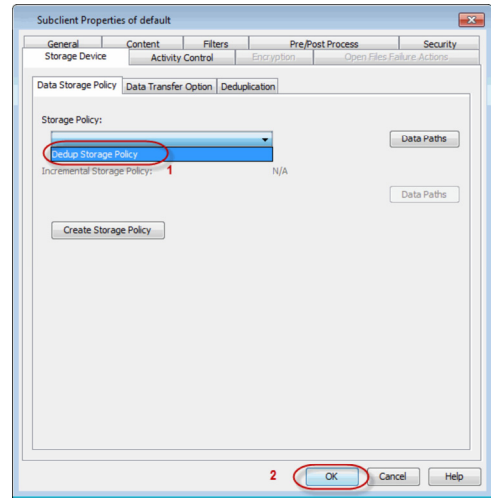 Subclient Properties of default
General Content Filters Pre/Post Process Security
Storage Device Activity Control Encryption Open Files Failure Actions
Data Storage Policy Data Transfer Option Deduplication
Storage Policy:
Data Paths
Dedup Storage Policy
1
Incremental Storage Policy: N/A
Data Paths
Create Storage Policy
2 OK Cancel Help